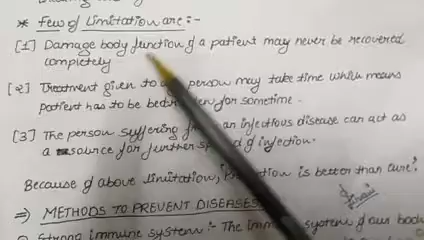 * Few of limitation are :-
[1] Damage body function of a patient may never be recovered
completely
[2] Treatment given to person may take time which means
patient has to be for sometime.
[3] The person suffering an infectious disease can act as
a source for further of infection.
Because of above limitation, is better than cure!
⇒) METHODS TO PREVENT DISEASES
Strong immune system :- The system of our body